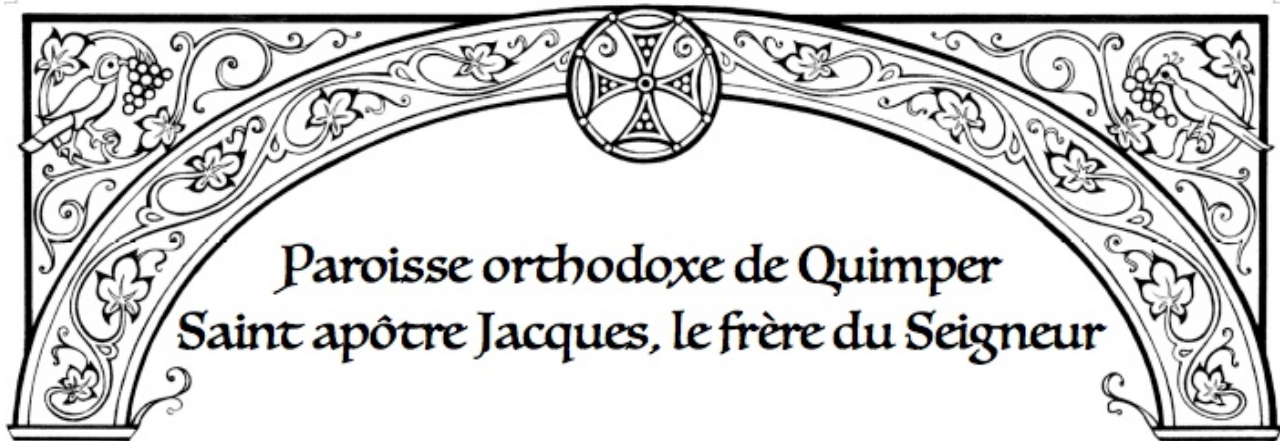 Paroisse orthodoxe de Quimper
Saint apôtre Jacques, le frère du Seigneur